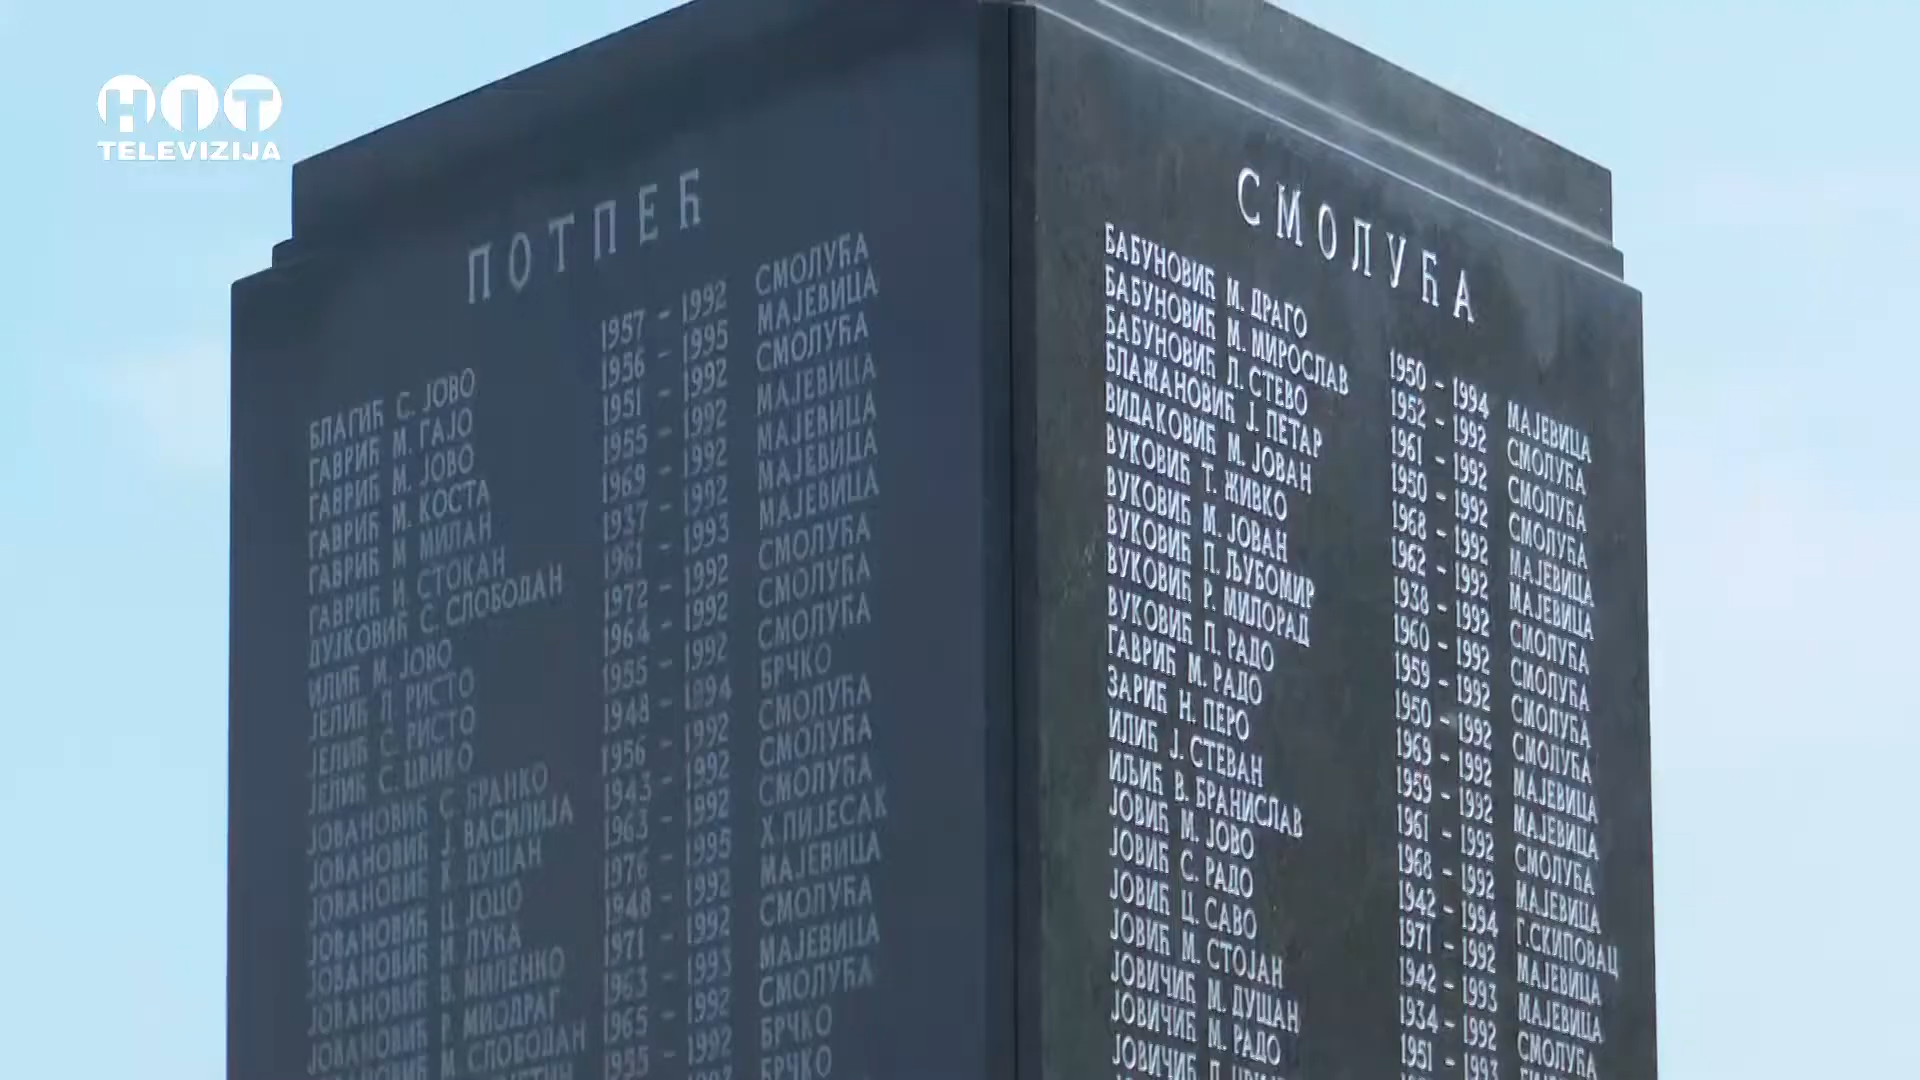 HIT
TELEVIZIJA
ПОТПЕЋ
БЛАГИЋ С. ЈОВО 1957 - 1992 СМОЛУЋА
ГАВРИЋ М. ГАЈО 1956 - 1995 МАЈЕВИЦА
ГАВРИЋ М. ЈОВО 1951 - 1992 СМОЛУЋА
ГАВРИЋ М. КОСТА 1955 - 1992 МАЈЕВИЦА
ГАВРИЋ М. МИЛАН 1969 - 1992 МАЈЕВИЦА
ГАВРИЋ И. СТОКАН 1937 - 1992 МАЈЕВИЦА
ДУЈКОВИЋ С. СЛОБОДАН 1961 - 1993 МАЈЕВИЦА
ИЛИЋ М. ЈОВО 1972 - 1992 СМОЛУЋА
ЈЕЛИЋ Л. РИСТО 1964 - 1992 СМОЛУЋА
ЈЕЛИЋ С. РИСТО 1955 - 1992 СМОЛУЋА
ЈЕЛИЋ С. ЦВИКО 1948 - 1994 БРЧКО
ЈОВАНОВИЋ С. БРАНКО 1956 - 1992 СМОЛУЋА
ЈОВАНОВИЋ Ј. ВАСИЛИЈА 1943 - 1992 СМОЛУЋА
ЈОВАНОВИЋ К. ДУШАН 1963 - 1992 СМОЛУЋА
ЈОВАНОВИЋ Ц. ЈОЦО 1976 - 1995 Х.ПИЈЕСАК
ЈОВАНОВИЋ Н. ЛУКА 1948 - 1992 МАЈЕВИЦА
ЈОВАНОВИЋ В. МИЛЕНКО 1971 - 1992 СМОЛУЋА
ЈОВАНОВИЋ Р. МИОДРАГ 1963 - 1993 МАЈЕВИЦА
М. СЛОБОДАН 1965 - 1992 СМОЛУЋА
1955 - 1992 БРЧКО
БРЧКО
СМОЛУЋА
БАБУНОВИЋ М. ДРАГО 1950 - 1994 МАЈЕВИЦА
БАБУНОВИЋ М. МИРОСЛАВ 1952 - 1992 СМОЛУЋА
БАБУНОВИЋ Л. СТЕВО 1961 - 1992 СМОЛУЋА
БЛАЖАНОВИЋ Ј. ПЕТАР 1950 - 1992 СМОЛУЋА
ВИДАКОВИЋ М. ЈОВАН 1968 - 1992 МАЈЕВИЦА
ВУКОВИЋ Т. ЖИВКО 1962 - 1992 МАЈЕВИЦА
ВУКОВИЋ М. ЈОВАН 1938 - 1992 СМОЛУЋА
ВУКОВИЋ П. ЉУБОМИР 1960 - 1992 СМОЛУЋА
ВУКОВИЋ Р. МИЛОРАД 1959 - 1992 СМОЛУЋА
ВУКОВИЋ П. РАДО 1950 - 1992 СМОЛУЋА
ГАВРИЋ М. РАДО 1969 - 1992 МАЈЕВИЦА
ЗАРИЋ Н. ПЕРО 1959 - 1992 МАЈЕВИЦА
ИЛИЋ Ј. СТЕВАН 1961 - 1992 СМОЛУЋА
ИЉИЋ В. БРАНИСЛАВ 1968 - 1992 МАЈЕВИЦА
ЈОВИЋ М. ЈОВО 1942 - 1994 Г.СКИПОВАЦ
ЈОВИЋ С. РАДО 1971 - 1992 МАЈЕВИЦА
ЈОВИЋ Ц. САВО 1942 - 1993 МАЈЕВИЦА
ЈОВИЋ М. СТОЈАН 1934 - 1992 СМОЛУЋА
ЈОВИЧИЋ М. ДУШАН 1951 - 1993
ЈОВИЧИЋ М. РАДО
ЈОВИЧИЋ